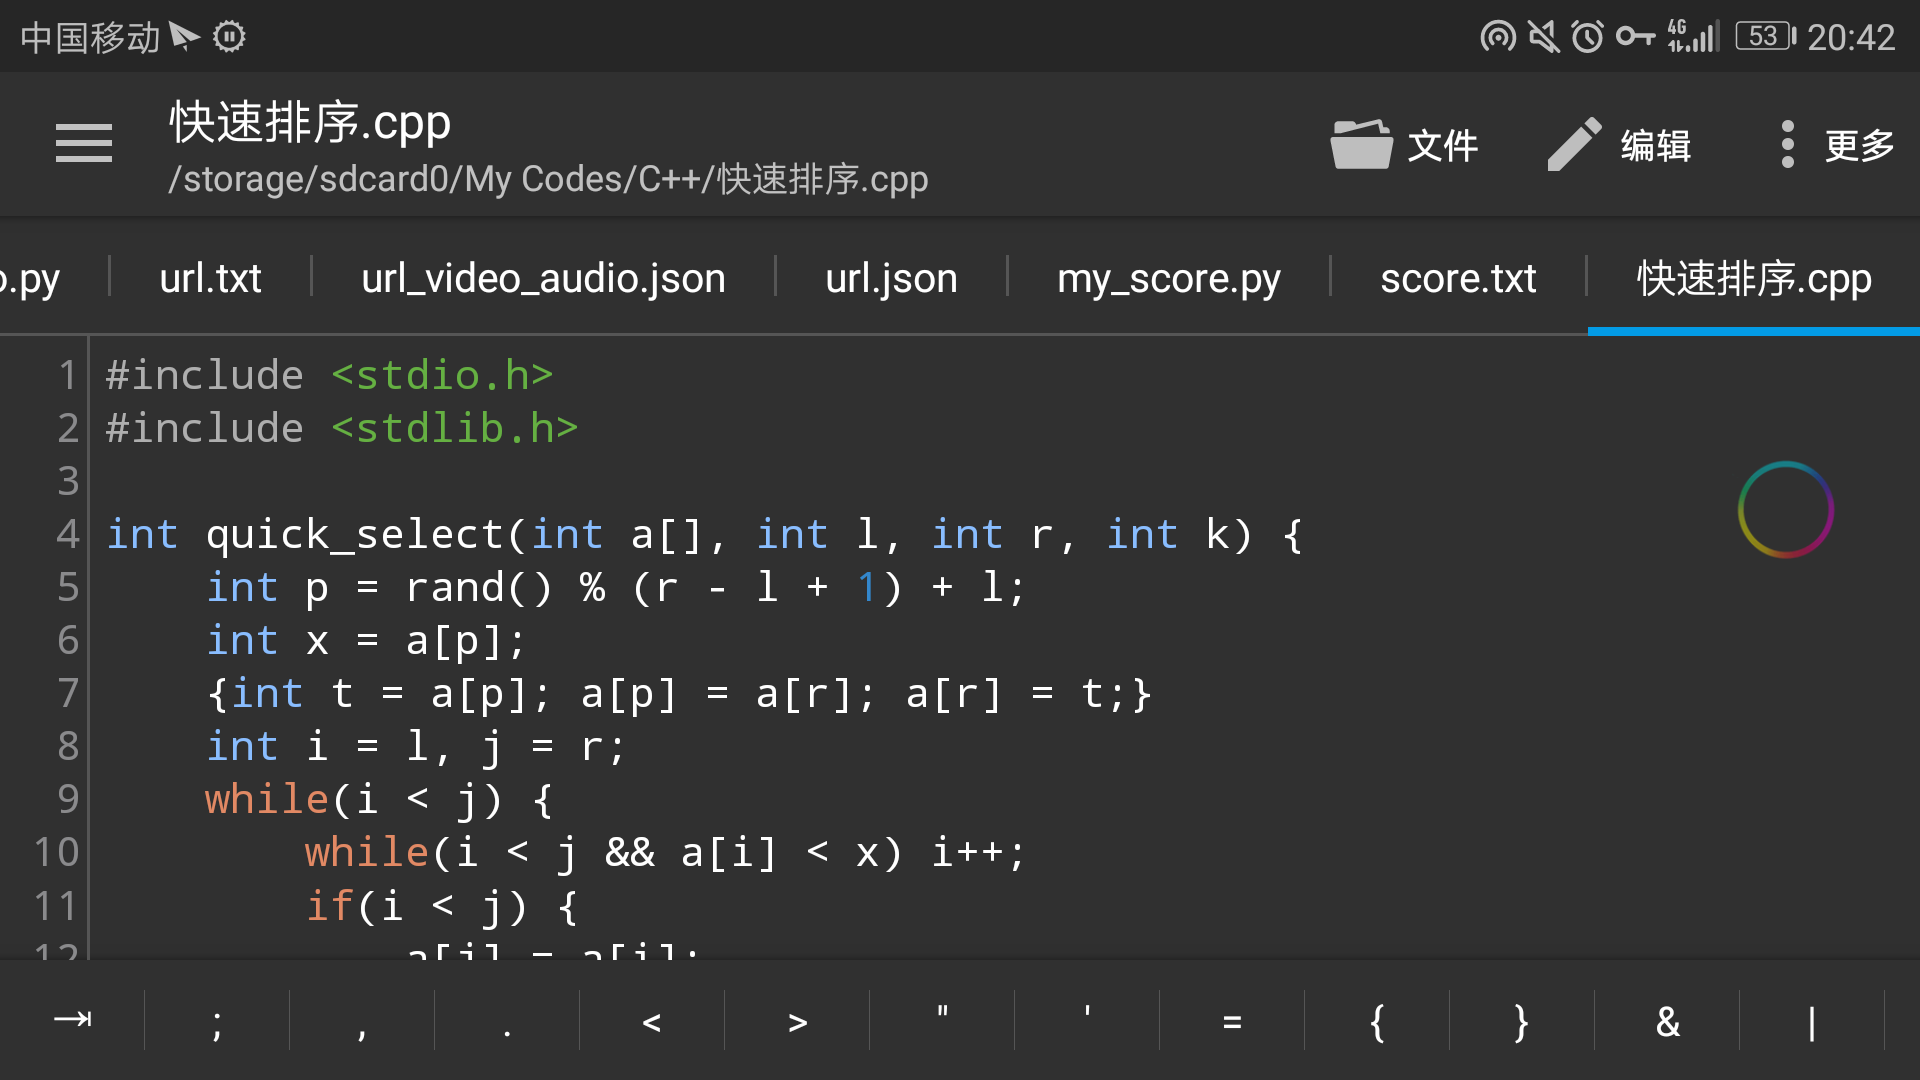 中国移动 4G 53 20:42
快速排序.cpp
/storage/sdcard0/My Codes/C++/快速排序.cpp
文件 编辑 更多
.py url.txt url_video_audio.json url.json my_score.py score.txt 快速排序.cpp
1 #include <stdio.h>
2 #include <stdlib.h>
3
4 int quick_select(int a[], int l, int r, int k) {
5 int p = rand() % (r - l + 1) + l;
6 int x = a[p];
7 {int t = a[p]; a[p] = a[r]; a[r] = t;}
8 int i = l, j = r;
9 while(i < j) {
10 while(i < j && a[i] < x) i++;
11 if(i < j) {
12
; , . < > " ' = { } & |